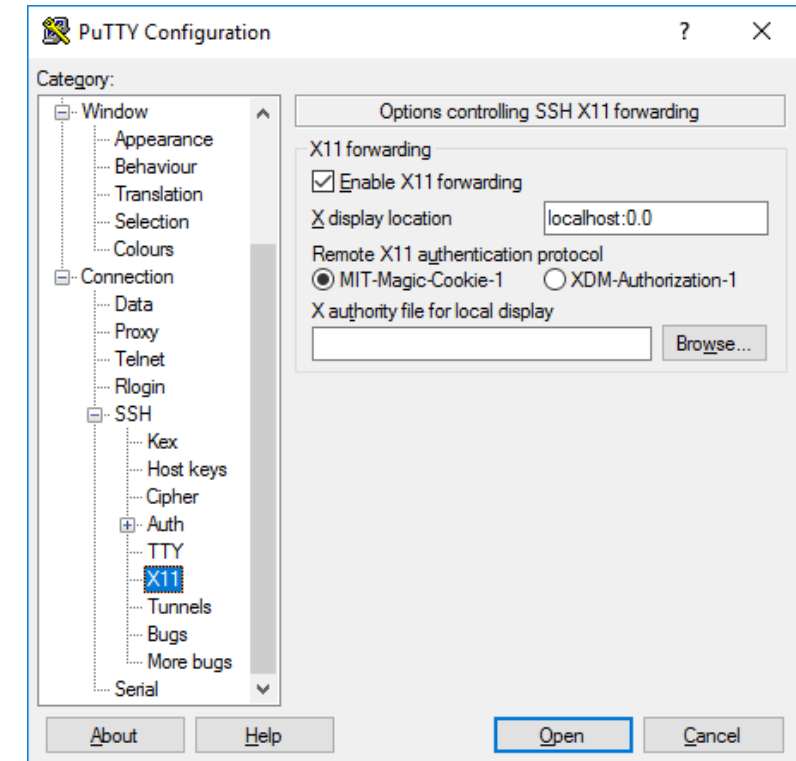 PuTTY Configuration
?
Category:
Window
Appearance
Behaviour
Translation
Selection
Colours
Connection
Data
Proxy
Telnet
Rlogin
SSH
Kex
Host keys
Cipher
Auth
TTY
X11
Tunnels
Bugs
More bugs
Serial
Options controlling SSH X11 forwarding
X11 forwarding
Enable X11 forwarding
X display location localhost:0.0
Remote X11 authentication protocol
MIT-Magic-Cookie-1 XDM-Authorization-1
X authority file for local display
Browse...
About Help Open Cancel